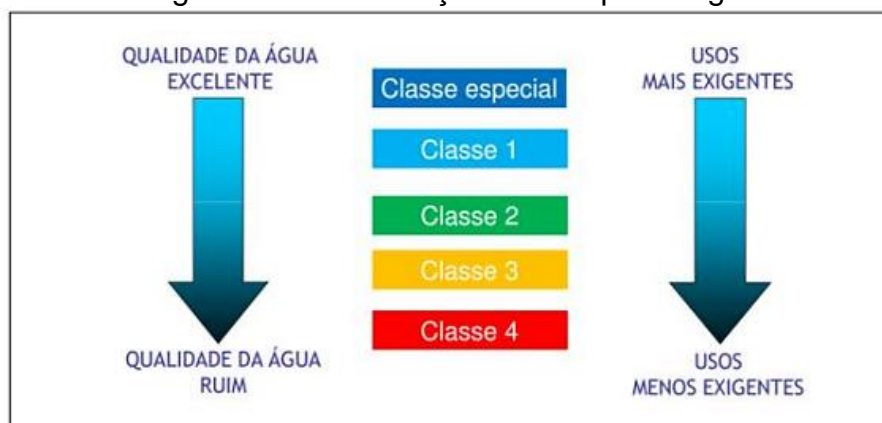 QUALIDADE DA ÁGUA
EXCELENTE
USOS
MAIS EXIGENTES
Classe especial
Classe 1
Classe 2
Classe 3
Classe 4
QUALIDADE DA ÁGUA
RUIM
USOS
MENOS EXIGENTES